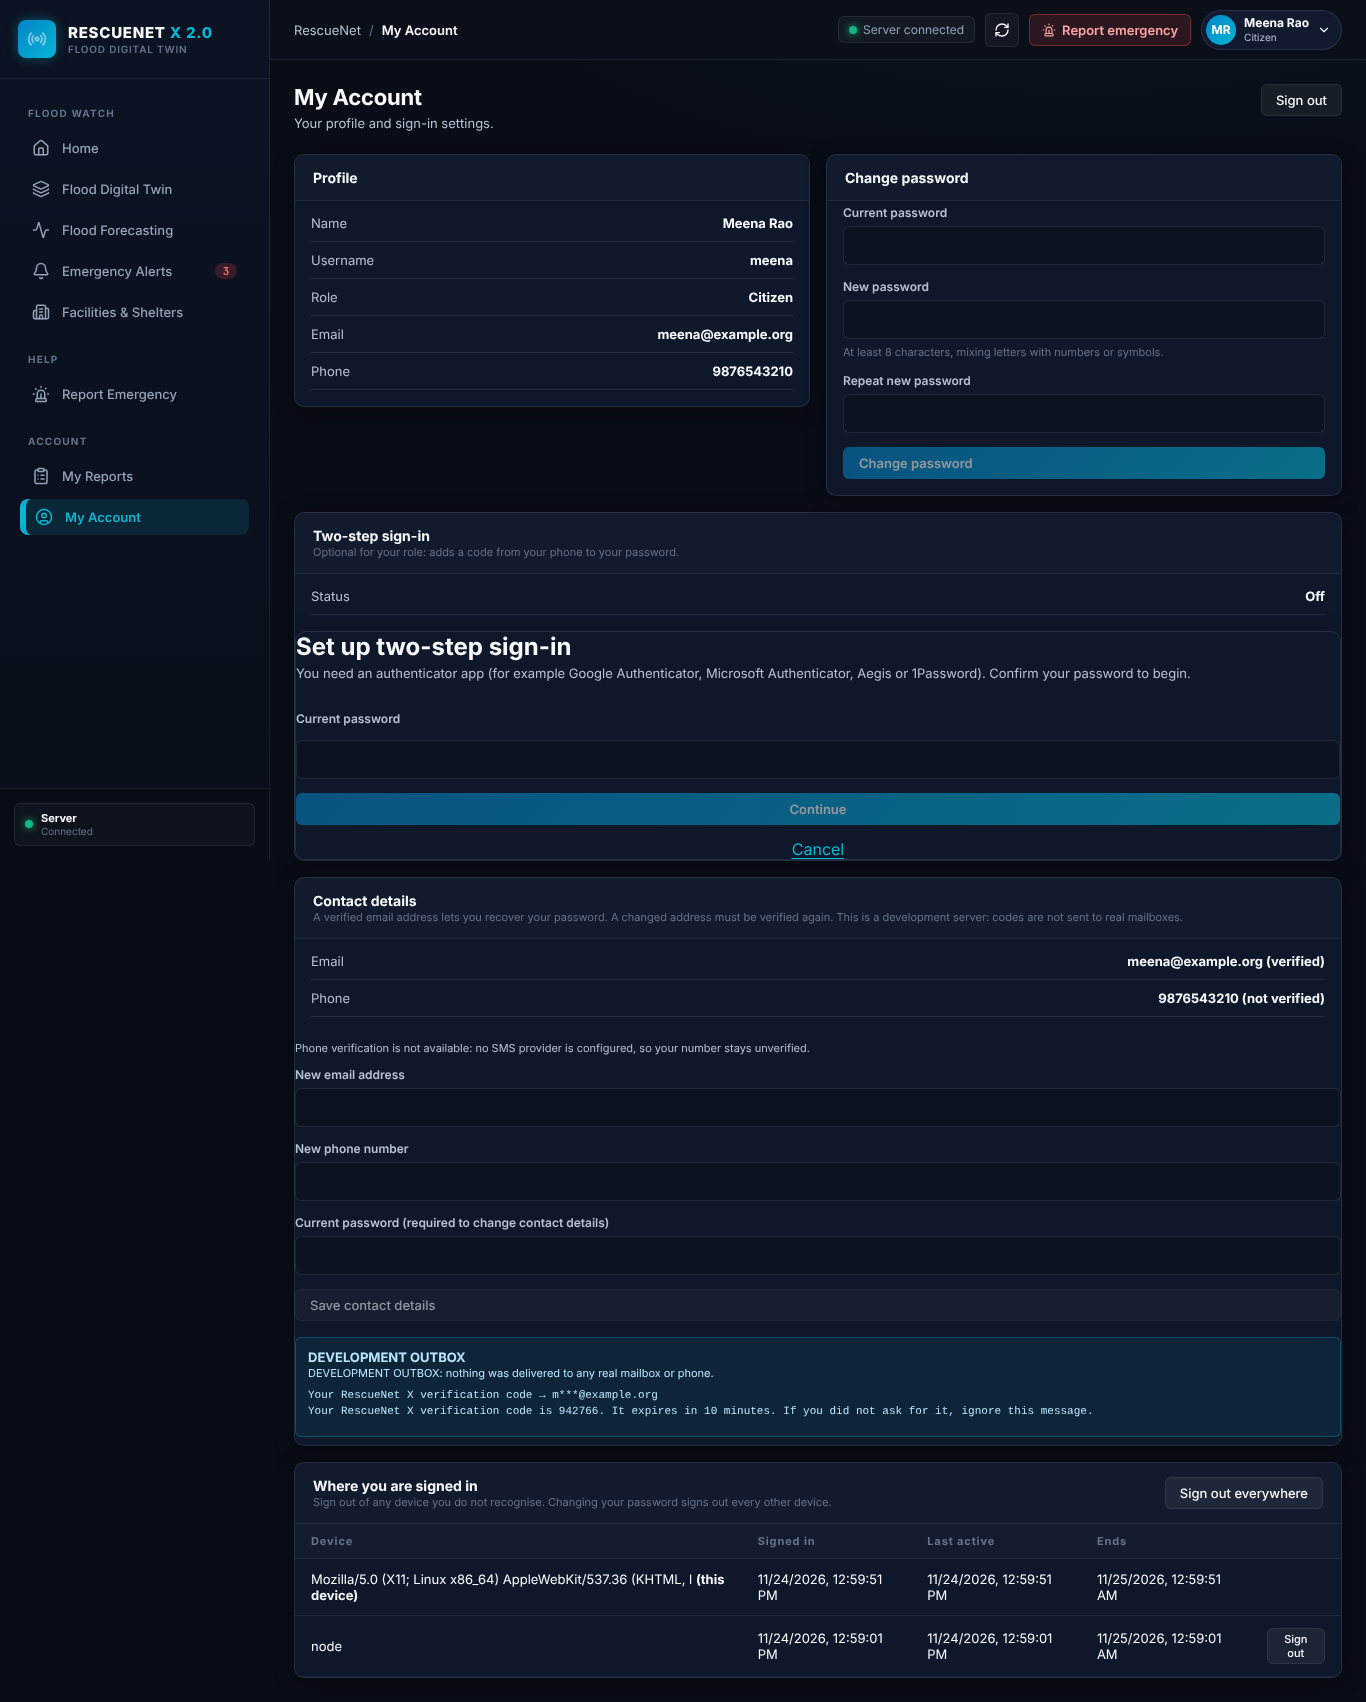 RESCUENET X 2.0
FLOOD DIGITAL TWIN
FLOOD WATCH
Home
Flood Digital Twin
Flood Forecasting
Emergency Alerts 3
Facilities & Shelters
HELP
Report Emergency
ACCOUNT
My Reports
My Account
Server
Connected
RescueNet / My Account
Server connected
Report emergency
MR
Meena Rao
Citizen
My Account
Your profile and sign-in settings.
Sign out
Profile
Name Meena Rao
Username meena
Role Citizen
Email meena@example.org
Phone 9876543210
Change password
Current password
New password
At least 8 characters, mixing letters with numbers or symbols.
Repeat new password
Change password
Two-step sign-in
Optional for your role: adds a code from your phone to your password.
Status Off
Set up two-step sign-in
You need an authenticator app (for example Google Authenticator, Microsoft Authenticator, Aegis or 1Password). Confirm your password to begin.
Current password
Continue
Cancel
Contact details
A verified email address lets you recover your password. A changed address must be verified again. This is a development server: codes are not sent to real mailboxes.
Email meena@example.org (verified)
Phone 9876543210 (not verified)
Phone verification is not available: no SMS provider is configured, so your number stays unverified.
New email address
New phone number
Current password (required to change contact details)
Save contact details
DEVELOPMENT OUTBOX
DEVELOPMENT OUTBOX: nothing was delivered to any real mailbox or phone.
Your RescueNet X verification code → m***@example.org
Your RescueNet X verification code is 942766. It expires in 10 minutes. If you did not ask for it, ignore this message.
Where you are signed in
Sign out of any device you do not recognise. Changing your password signs out every other device.
Sign out everywhere
Device Signed in Last active Ends
Mozilla/5.0 (X11; Linux x86_64) AppleWebKit/537.36 (KHTML, l (this device) 11/24/2026, 12:59:51 PM 11/24/2026, 12:59:51 PM 11/25/2026, 12:59:51 AM
node 11/24/2026, 12:59:01 PM 11/24/2026, 12:59:01 PM 11/25/2026, 12:59:01 AM Sign out